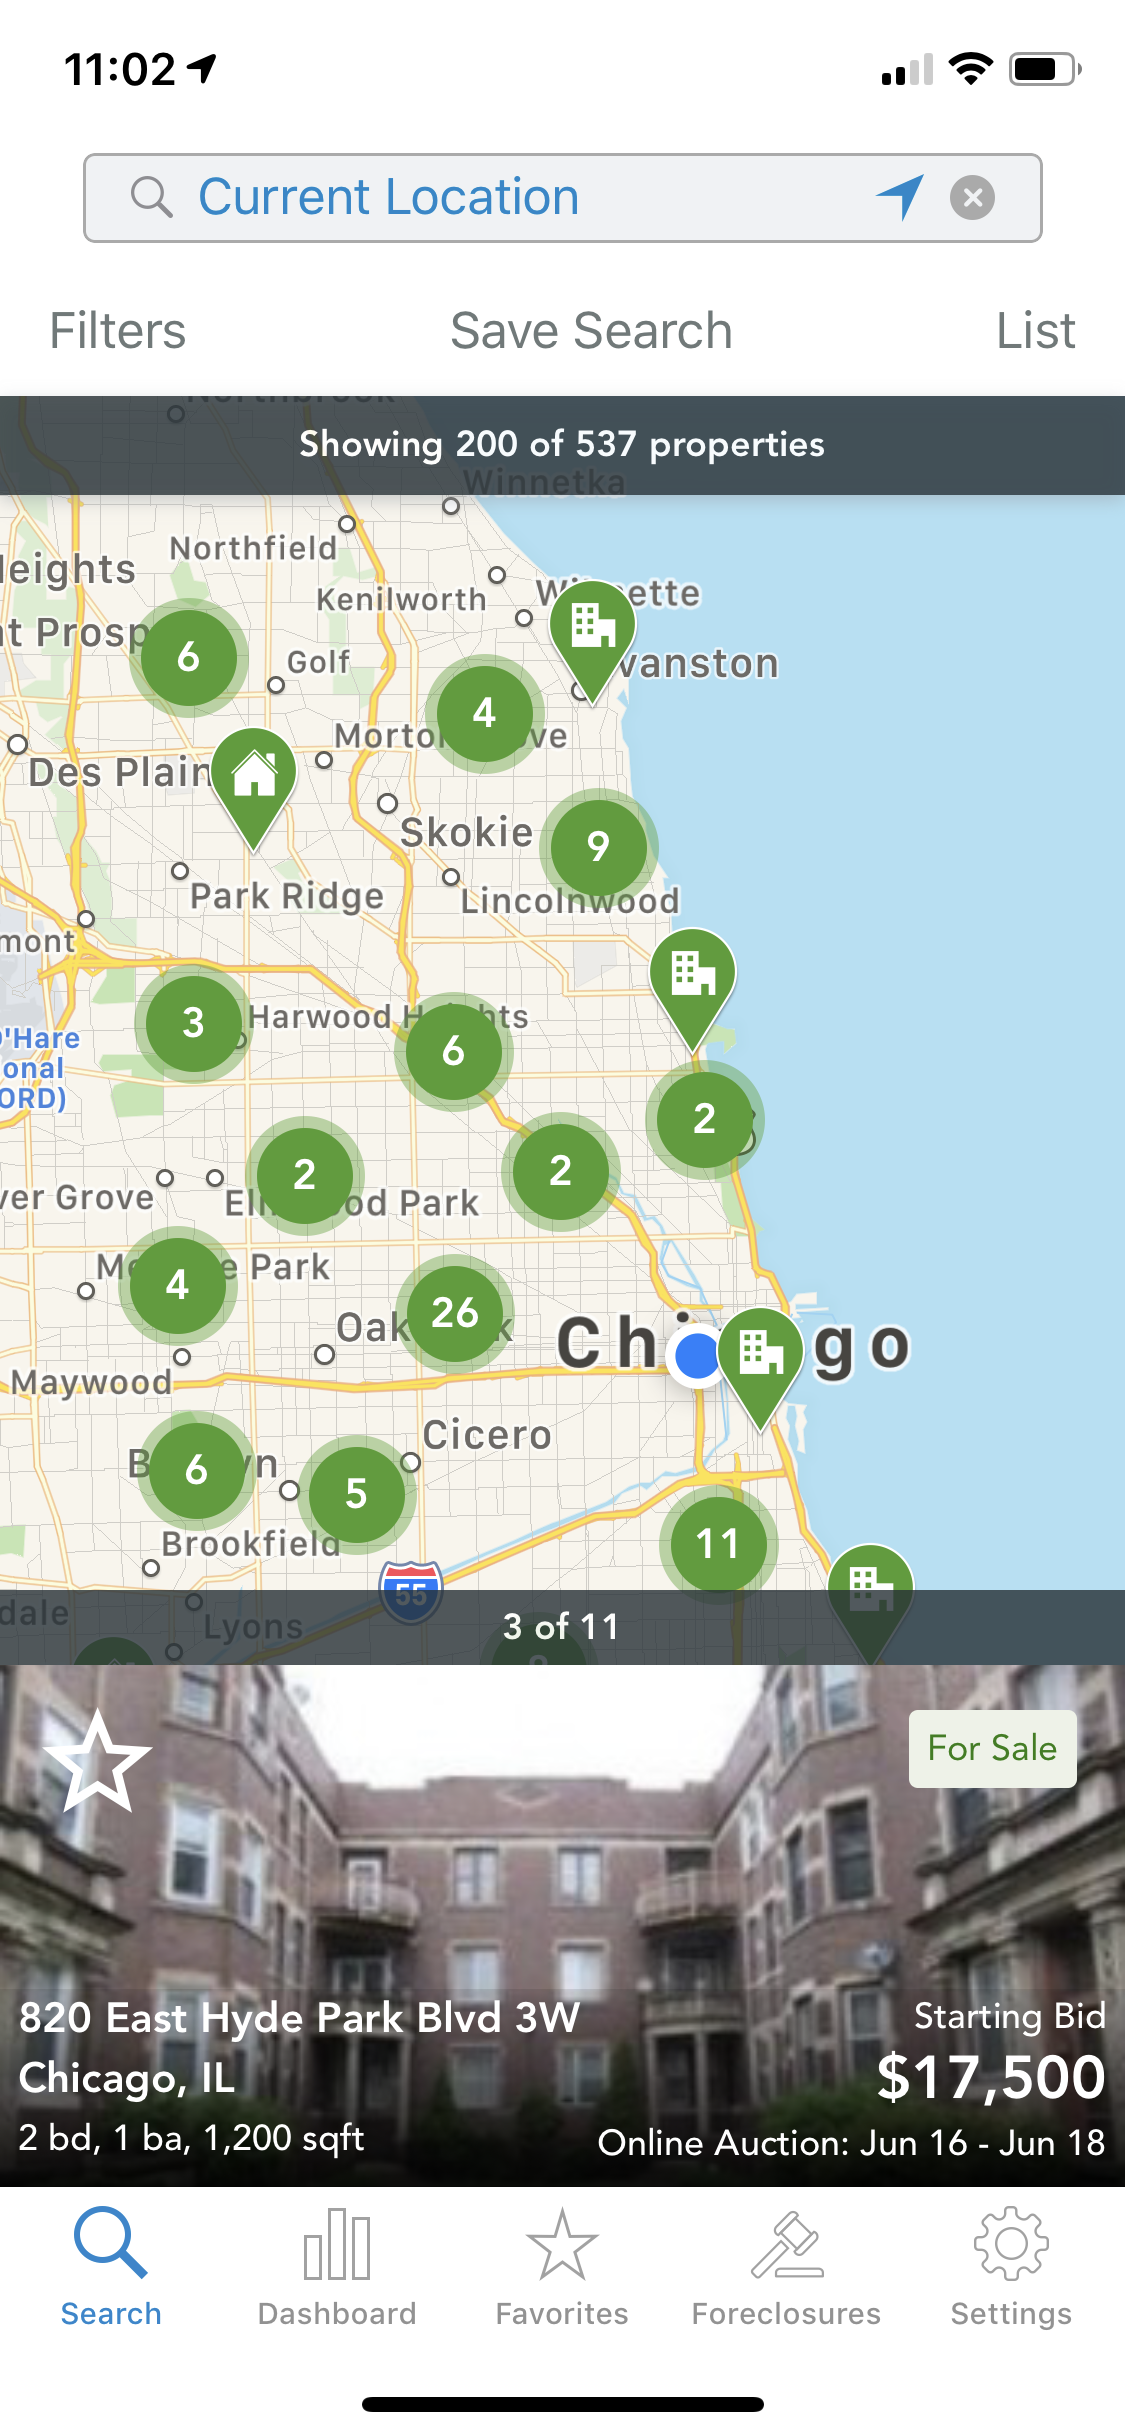 11:02
Current Location
Filters
Save Search
List
Showing 200 of 537 properties
Winnetka
Northfield
eights
Kenilworth
ette
t Prosp
6
Golf
vanston
4
Des Plain
Skokie
9
Park Ridge
Lincolnwood
mont
3
Harwood H
ts
6
'Hare
onal
ORD)
2
2
2
ver Grove
od Park
4
e Park
26
Oak
k
Ch
go
Maywood
Cicero
6
5
Brookfield
11
55
dale
Lyons
3 of 11
For Sale
820 East Hyde Park Blvd 3W
Chicago, IL
2 bd, 1 ba, 1,200 sqft
Starting Bid
$17,500
Online Auction: Jun 16 - Jun 18
Search
Dashboard
Favorites
Foreclosures
Settings